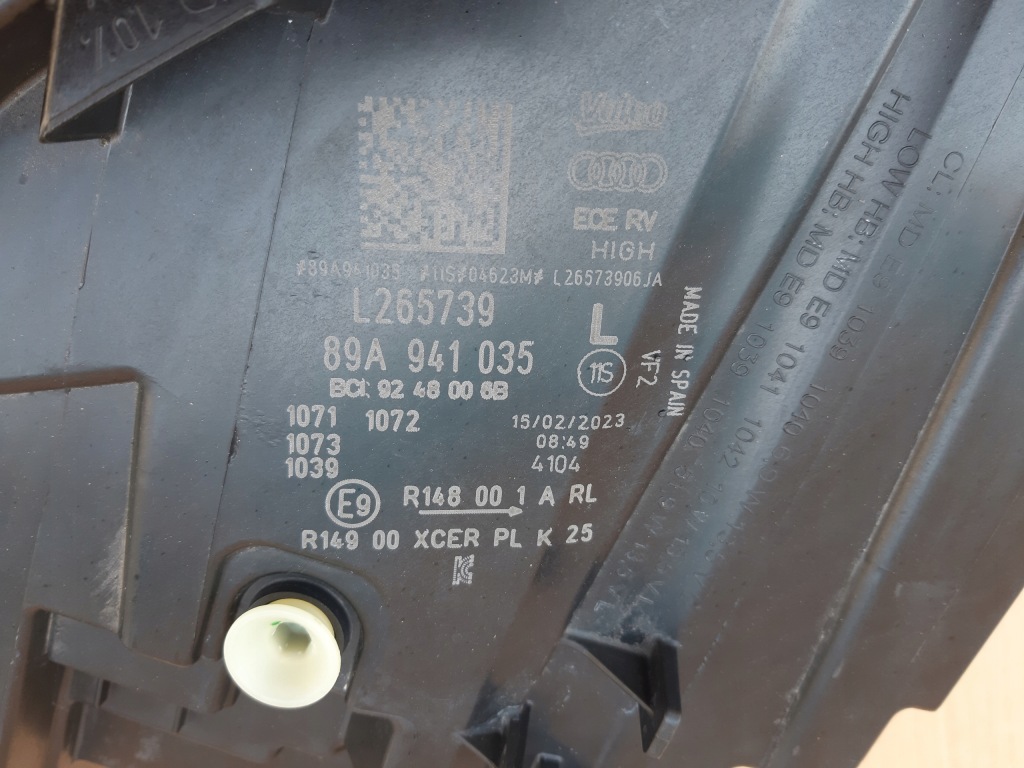 Valeo
ECE RV
HIGH
*89A941035 *11S*04623M* L26573906JA
L265739
L
89A 941 035
11S
BCI: 92 48 00 8B
1071 1072
1073
1039
15/02/2023
08:49
4104
E9
R148 00 1 A RL
R149 00 XCER PL K 25
MADE IN SPAIN
VF2
HIGH HB: MD E9 1039 1040
LOW HB: MD E9 1041 1042
CL: MD E9 1039 1040